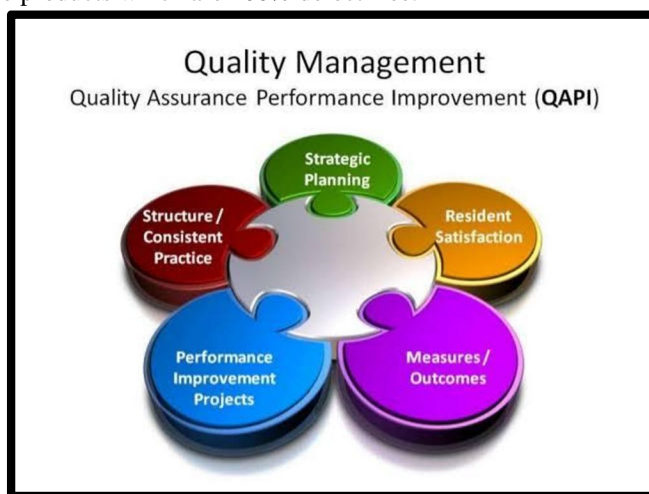 Quality Management
Quality Assurance Performance Improvement (QAPI)
Strategic
Planning
Structure /
Consistent
Practice
Resident
Satisfaction
Performance
Improvement
Projects
Measures /
Outcomes